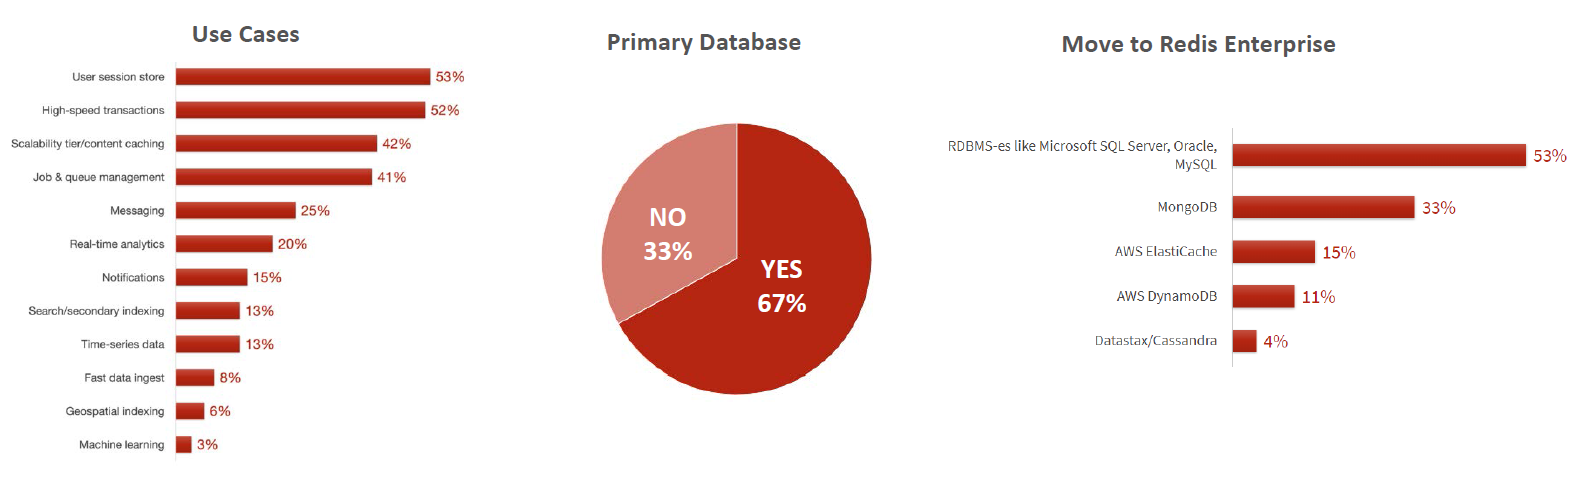 Use Cases
User session store 53%
High-speed transactions 52%
Scalability tier/content caching 42%
Job & queue management 41%
Messaging 25%
Real-time analytics 20%
Notifications 15%
Search/secondary indexing 13%
Time-series data 13%
Fast data ingest 8%
Geospatial indexing 6%
Machine learning 3%
Primary Database
NO
33%
YES
67%
Move to Redis Enterprise
RDBMS-es like Microsoft SQL Server, Oracle,
MySQL
53%
MongoDB 33%
AWS ElastiCache 15%
AWS DynamoDB 11%
Datastax/Cassandra 4%